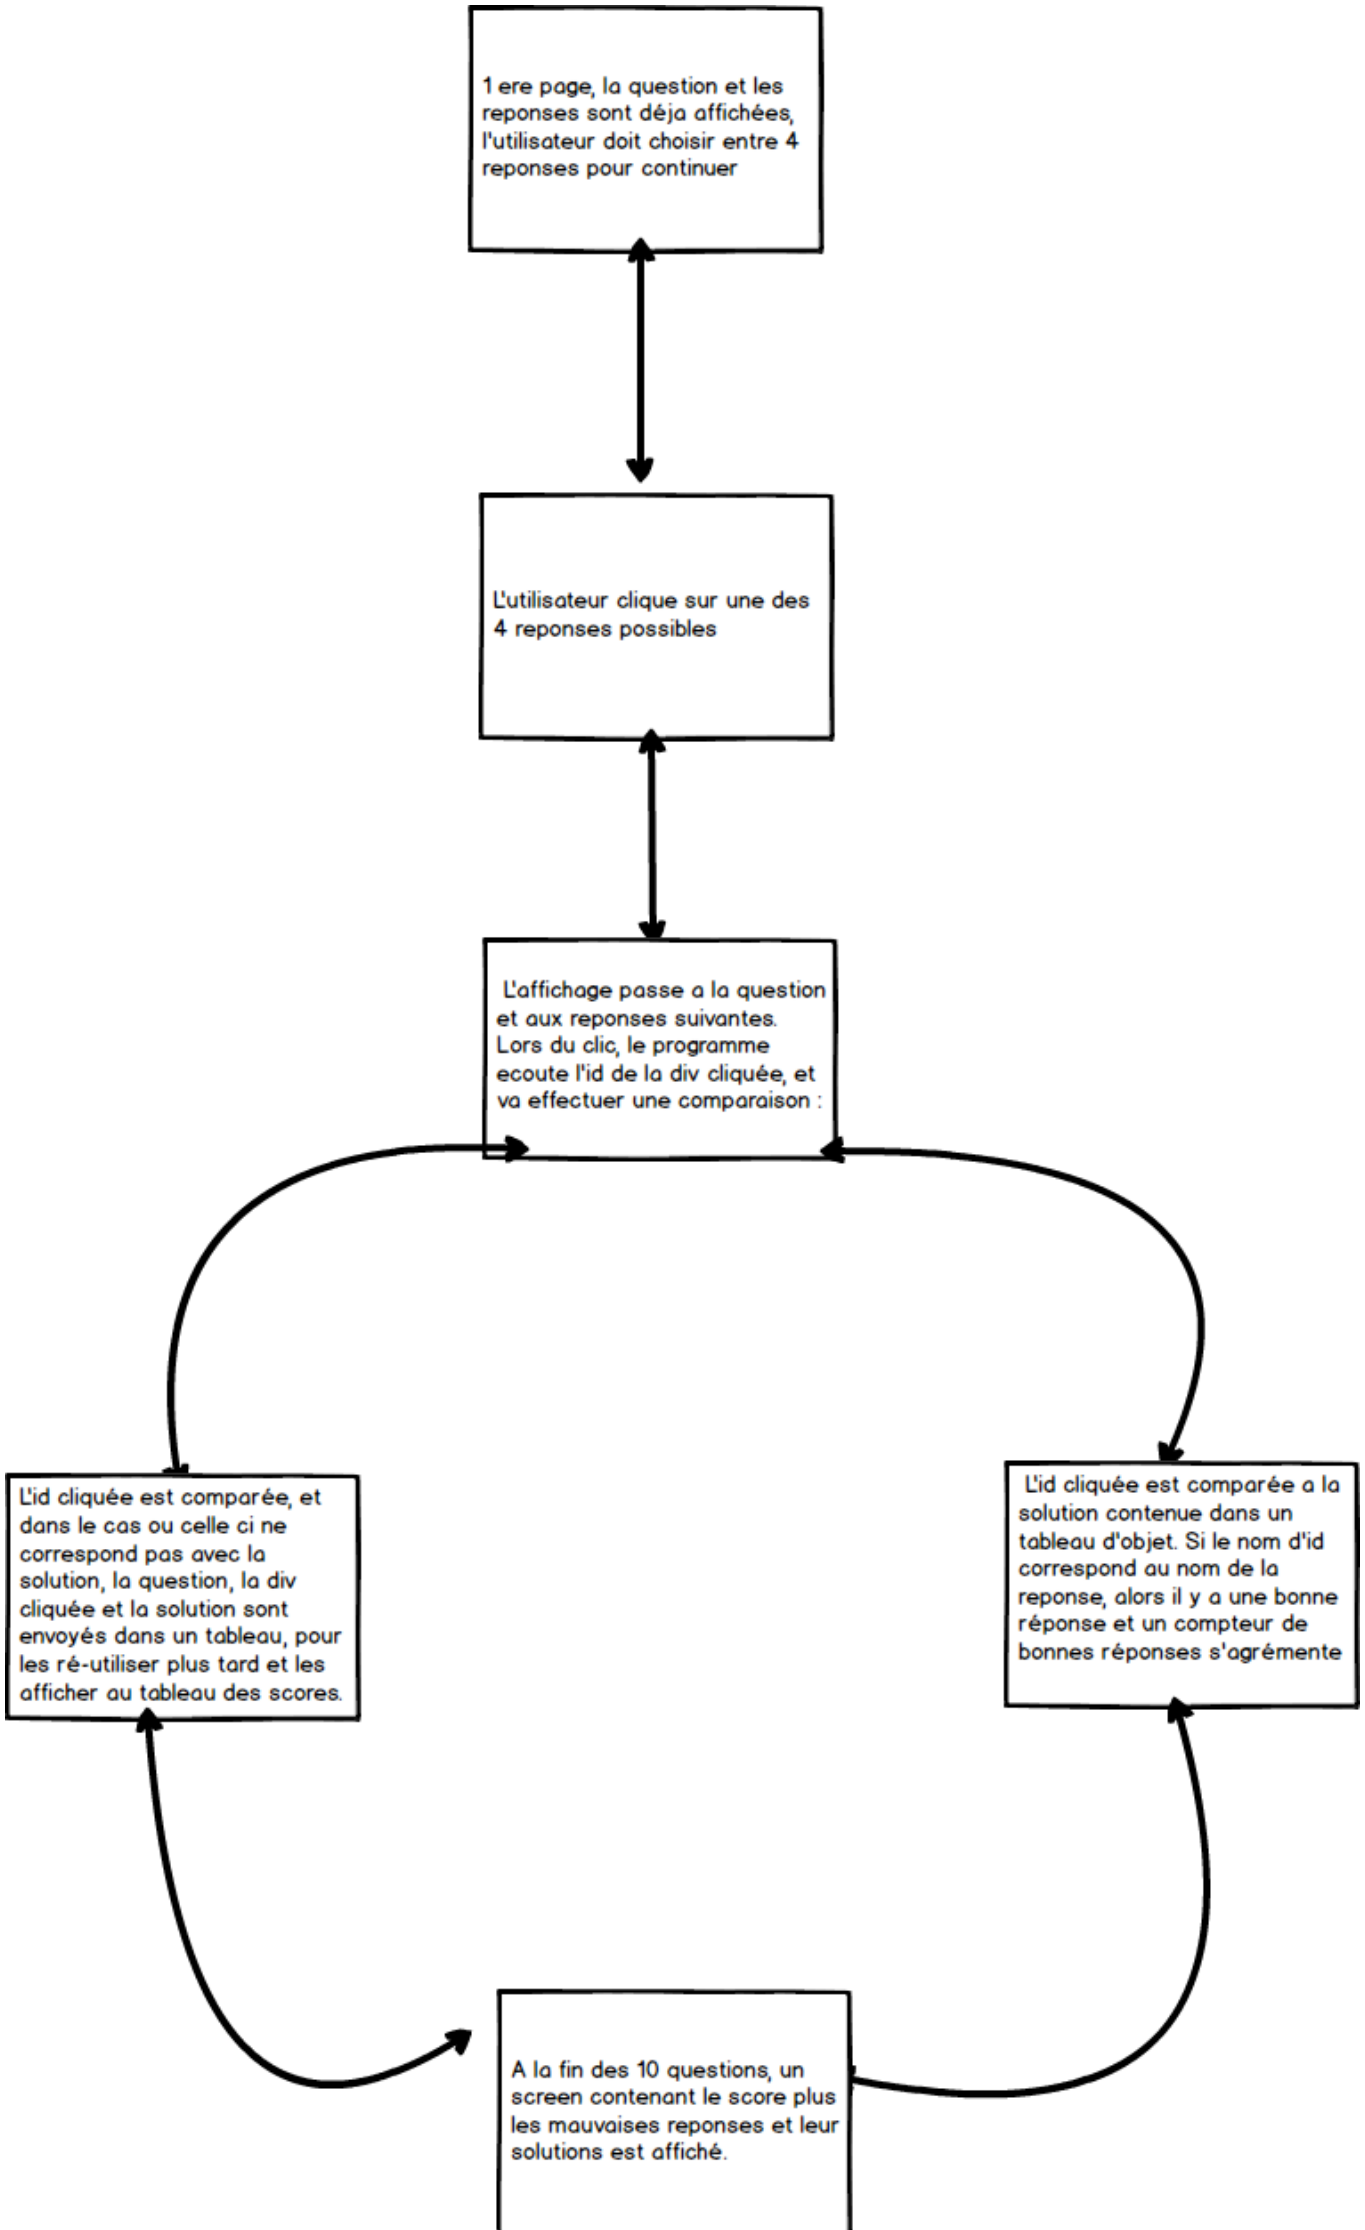 1 ere page, la question et les
reponses sont déja affichées,
l'utilisateur doit choisir entre 4
reponses pour continuer
L'utilisateur clique sur une des
4 reponses possibles
L'affichage passe a la question
et aux reponses suivantes.
Lors du clic, le programme
ecoute l'id de la div cliquée, et
va effectuer une comparaison :
L'id cliquée est comparée, et
dans le cas ou celle ci ne
correspond pas avec la
solution, la question, la div
cliquée et la solution sont
envoyés dans un tableau, pour
les ré-utiliser plus tard et les
afficher au tableau des scores.
L'id cliquée est comparée a la
solution contenue dans un
tableau d'objet. Si le nom d'id
correspond au nom de la
reponse, alors il y a une bonne
réponse et un compteur de
bonnes réponses s'agrémente
A la fin des 10 questions, un
screen contenant le score plus
les mauvaises reponses et leur
solutions est affiché.